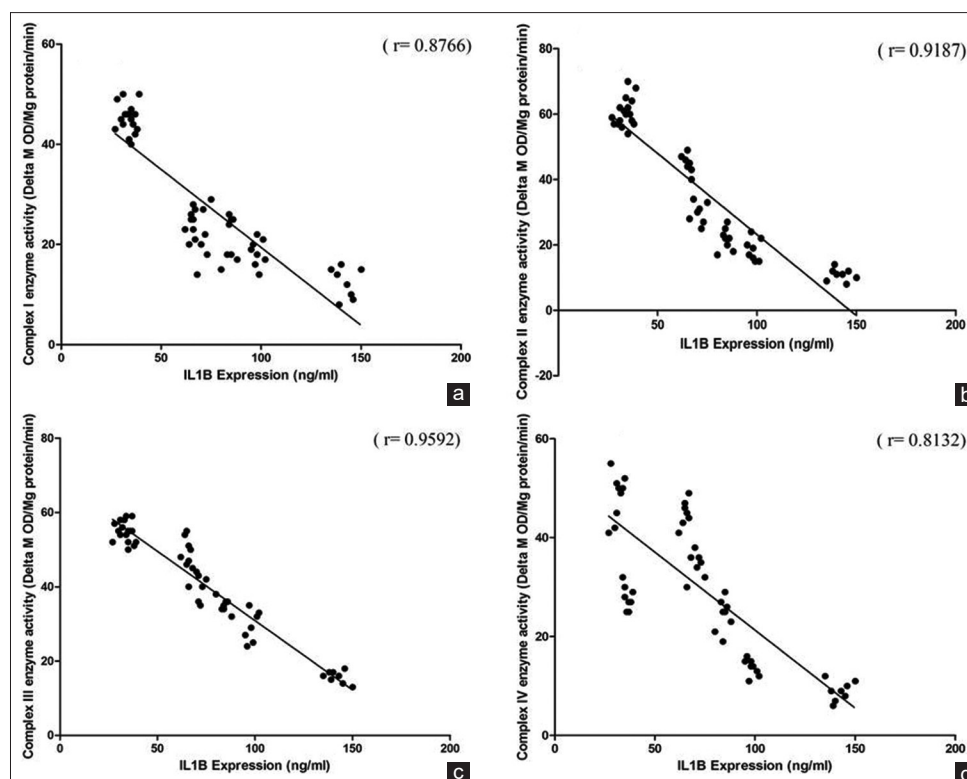 ( r= 0.8766)
Complex I enzyme activity (Delta M OD/Mg protein/min)
60
40
20
0
0 50 100 150 200
IL1B Expression (ng/ml)
a
( r= 0.9187)
Complex II enzyme activity (Delta M OD/Mg protein/min)
80
60
40
20
0
-20
50 100 150 200
IL1B Expression (ng/ml)
b
( r= 0.9592)
Complex III enzyme activity (Delta M OD/Mg protein/min)
80
60
40
20
0
0 50 100 150 200
IL1B Expression (ng/ml)
c
( r= 0.8132)
Complex IV enzyme activity (Delta M OD/Mg protein/min)
60
40
20
0
0 50 100 150 200
IL1B Expression (ng/ml)
d